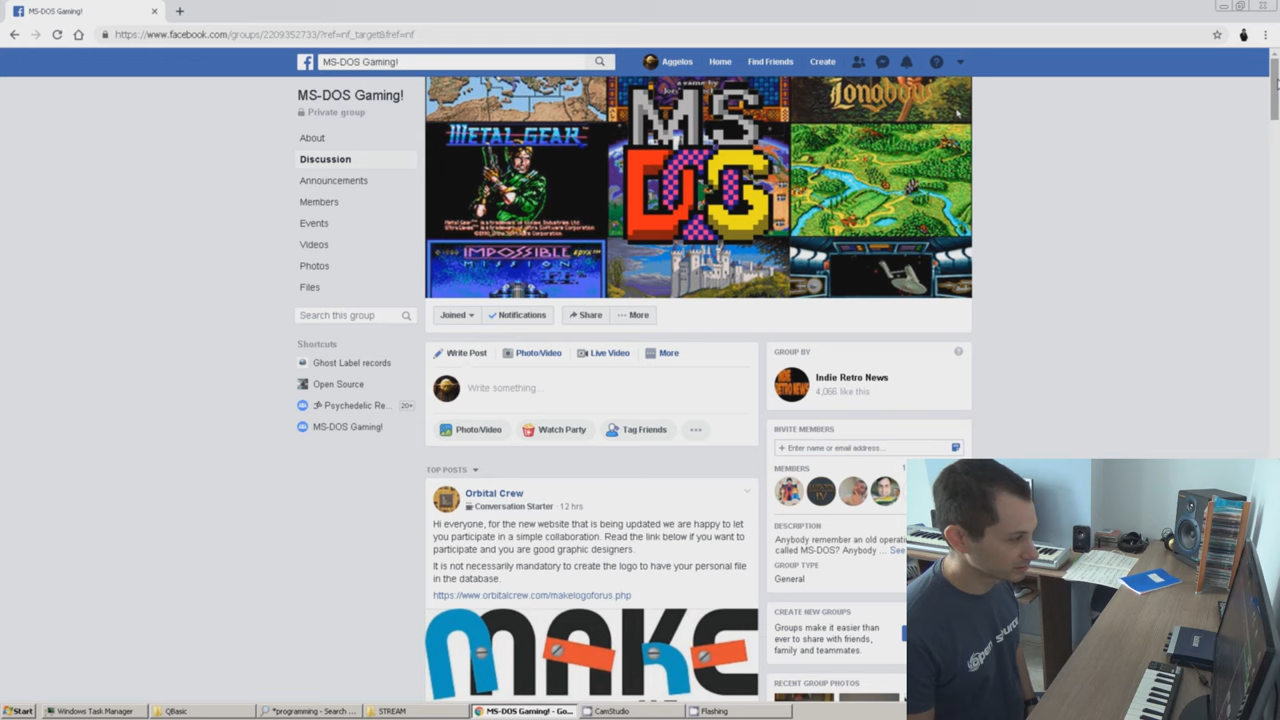 MS-DOS Gaming!
https://www.facebook.com/groups/2209352733/?ref=nf_target&fref=nf
MS-DOS Gaming!
Aggelos
Home
Find Friends
Create
MS-DOS Gaming!
Private group
About
Discussion
Announcements
Members
Events
Videos
Photos
Files
Search this group
Shortcuts
Ghost Label records
Open Source
Psychedelic Re... 20+
MS-DOS Gaming!
Longbow
METAL GEAR
MS
DOS
IMPOSSIBLE
MISSION
Joined
Notifications
Share
More
Write Post
Photo/Video
Live Video
More
Write something...
Photo/Video
Watch Party
Tag Friends
TOP POSTS
Orbital Crew
Conversation Starter · 12 hrs
Hi everyone, for the new website that is being updated we are happy to let
you participate in a simple collaboration. Read the link below if you want to
participate and you are good graphic designers.
It is not necessarily mandatory to create the logo to have your personal file
in the database.
https://www.orbitalcrew.com/makelogoforus.php
MAKE
GROUP BY
INDIE RETRO NEWS
Indie Retro News
4,066 like this
INVITE MEMBERS
+ Enter name or email address...
MEMBERS
DESCRIPTION
Anybody remember an old operat
called MS-DOS? Anybody ... See
GROUP TYPE
General
CREATE NEW GROUPS
Groups make it easier than
ever to share with friends,
family and teammates.
RECENT GROUP PHOTOS
open source
Start
Windows Task Manager
QBasic
*programming - Search ...
STREAM
MS-DOS Gaming! - Go...
CamStudio
Flashing